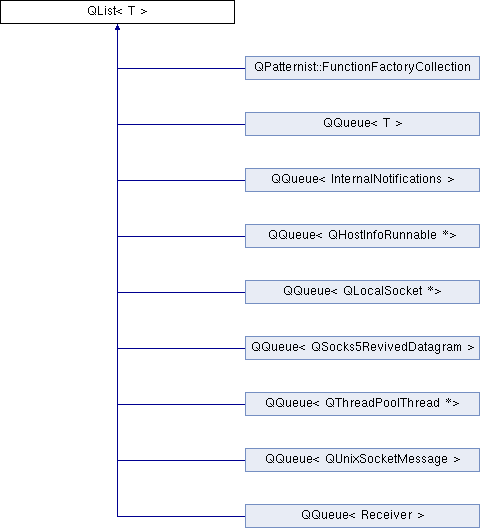 QList< T >
QPatternist::FunctionFactoryCollection
QQueue< T >
QQueue< InternalNotifications >
QQueue< QHostInfoRunnable *>
QQueue< QLocalSocket *>
QQueue< QSocks5RevivedDatagram >
QQueue< QThreadPoolThread *>
QQueue< QUnixSocketMessage >
QQueue< Receiver >